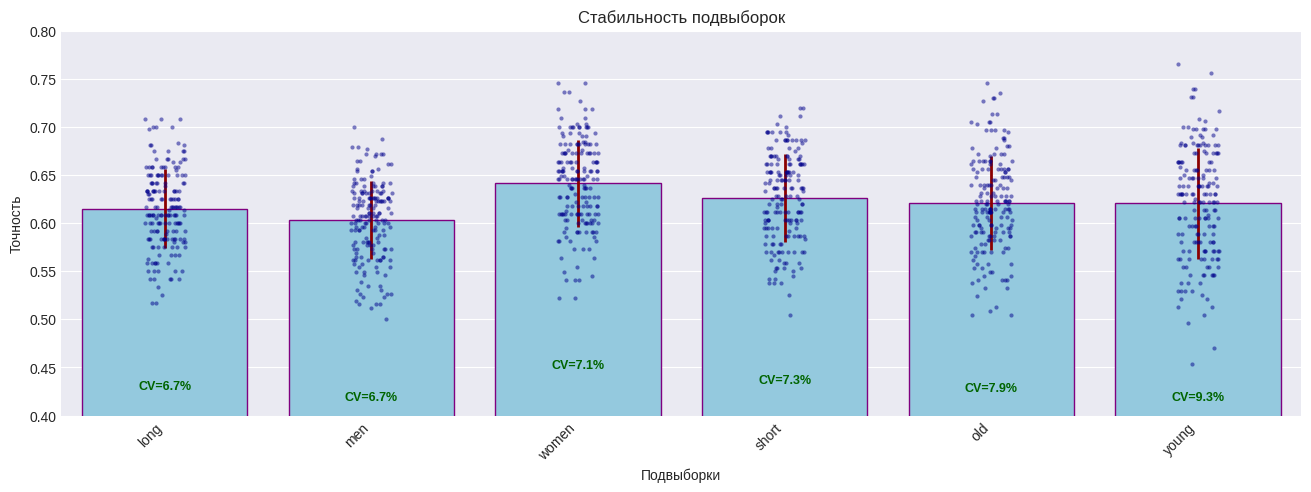 Стабильность подвыборок
Точность
0.80
0.75
0.70
0.65
0.60
0.55
0.50
0.45
0.40
CV=6.7%
CV=6.7%
CV=7.1%
CV=7.3%
CV=7.9%
CV=9.3%
long
men
women
short
old
young
Подвыборки